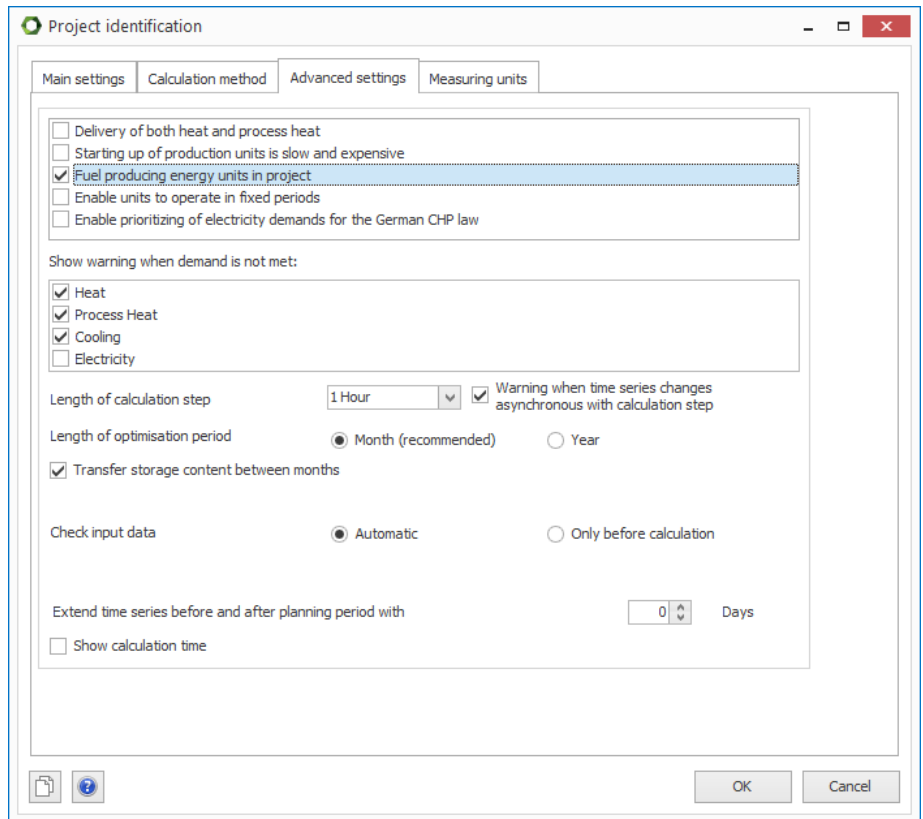 Project identification
Main settings
Calculation method
Advanced settings
Measuring units
Delivery of both heat and process heat
Starting up of production units is slow and expensive
Fuel producing energy units in project
Enable units to operate in fixed periods
Enable prioritizing of electricity demands for the German CHP law
Show warning when demand is not met:
Heat
Process Heat
Cooling
Electricity
Length of calculation step
1 Hour
Warning when time series changes
asynchronous with calculation step
Length of optimisation period
Month (recommended)
Year
Transfer storage content between months
Check input data
Automatic
Only before calculation
Extend time series before and after planning period with
0
Days
Show calculation time
OK
Cancel